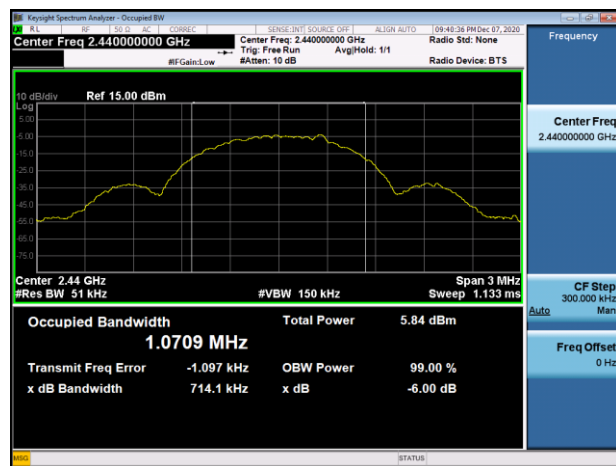 Keysight Spectrum Analyzer - Occupied BW
RL RF 50 Ω AC CORREC SENSE:INT SOURCE OFF ALIGN AUTO 09:40:36 PM Dec 07, 2020
Center Freq 2.440000000 GHz Center Freq: 2.440000000 GHz Radio Std: None
Trig: Free Run Avg|Hold: 1/1
#IFGain:Low #Atten: 10 dB Radio Device: BTS
Frequency
10 dB/div Ref 15.00 dBm
Log
5.00
-5.00
-15.0
-25.0
-35.0
-45.0
-55.0
-65.0
-75.0
Center 2.44 GHz Span 3 MHz
#Res BW 51 kHz #VBW 150 kHz Sweep 1.133 ms
Occupied Bandwidth Total Power 5.84 dBm
1.0709 MHz
Transmit Freq Error -1.097 kHz OBW Power 99.00 %
x dB Bandwidth 714.1 kHz x dB -6.00 dB
Center Freq
2.440000000 GHz
CF Step
300.000 kHz
Auto Man
Freq Offset
0 Hz
MSG STATUS